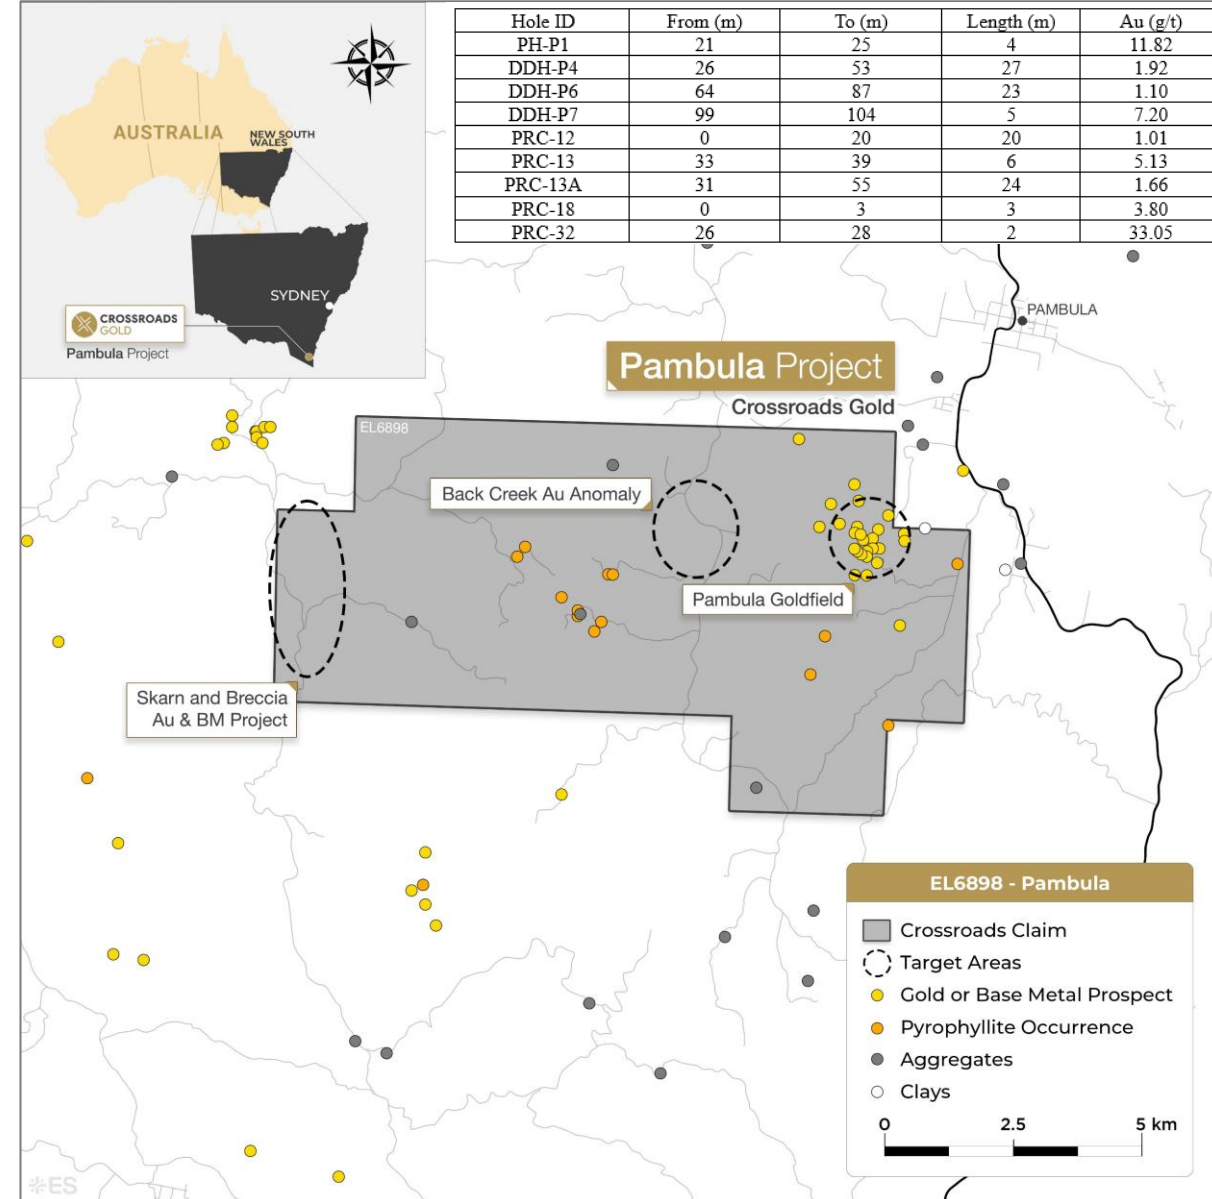 Hole ID From (m) To (m) Length (m) Au (g/t)
PH-P1 21 25 4 11.82
DDH-P4 26 53 27 1.92
DDH-P6 64 87 23 1.10
DDH-P7 99 104 5 7.20
PRC-12 0 20 20 1.01
PRC-13 33 39 6 5.13
PRC-13A 31 55 24 1.66
PRC-18 0 3 3 3.80
PRC-32 26 28 2 33.05
AUSTRALIA
NEW SOUTH
WALES
SYDNEY
CROSSROADS
GOLD
Pambula Project
PAMBULA
Pambula Project
Crossroads Gold
EL6898
Back Creek Au Anomaly
Pambula Goldfield
Skarn and Breccia
Au & BM Project
EL6898 - Pambula
Crossroads Claim
Target Areas
Gold or Base Metal Prospect
Pyrophyllite Occurrence
Aggregates
Clays
0 2.5 5 km
ES